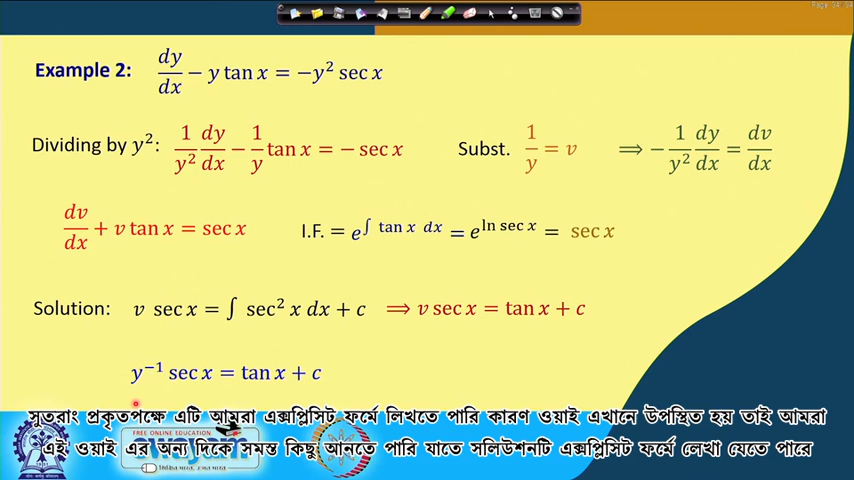 Example 2: dy/dx − y tan x = −y² sec x
Dividing by y²: 1/y² dy/dx − 1/y tan x = − sec x Subst. 1/y = v ⟹ − 1/y² dy/dx = dv/dx
dv/dx + v tan x = sec x I.F. = e^∫ tan x dx = e^ln sec x = sec x
Solution: v sec x = ∫ sec² x dx + c ⟹ v sec x = tan x + c
y⁻¹ sec x = tan x + c
সুতরাং প্রকৃতপক্ষে এটি আমরা এক্সপ্লিসিট ফর্মে লিখতে পারি কারণ ওয়াই এখানে উপস্থিত হয় তাই আমরা
এই ওয়াই এর অন্য দিকে সমস্ত কিছু আনতে পারি যাতে সলিউশনটি এক্সপ্লিসিট ফর্মে লেখা যেতে পারে
FREE ONLINE EDUCATION
swayam